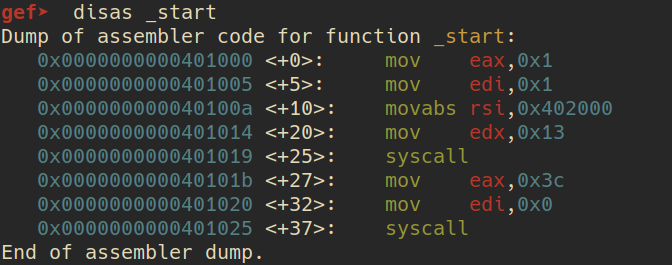 gef➤  disas _start
Dump of assembler code for function _start:
   0x0000000000401000 <+0>:     mov    eax,0x1
   0x0000000000401005 <+5>:     mov    edi,0x1
   0x000000000040100a <+10>:    movabs rsi,0x402000
   0x0000000000401014 <+20>:    mov    edx,0x13
   0x0000000000401019 <+25>:    syscall
   0x000000000040101b <+27>:    mov    eax,0x3c
   0x0000000000401020 <+32>:    mov    edi,0x0
   0x0000000000401025 <+37>:    syscall
End of assembler dump.